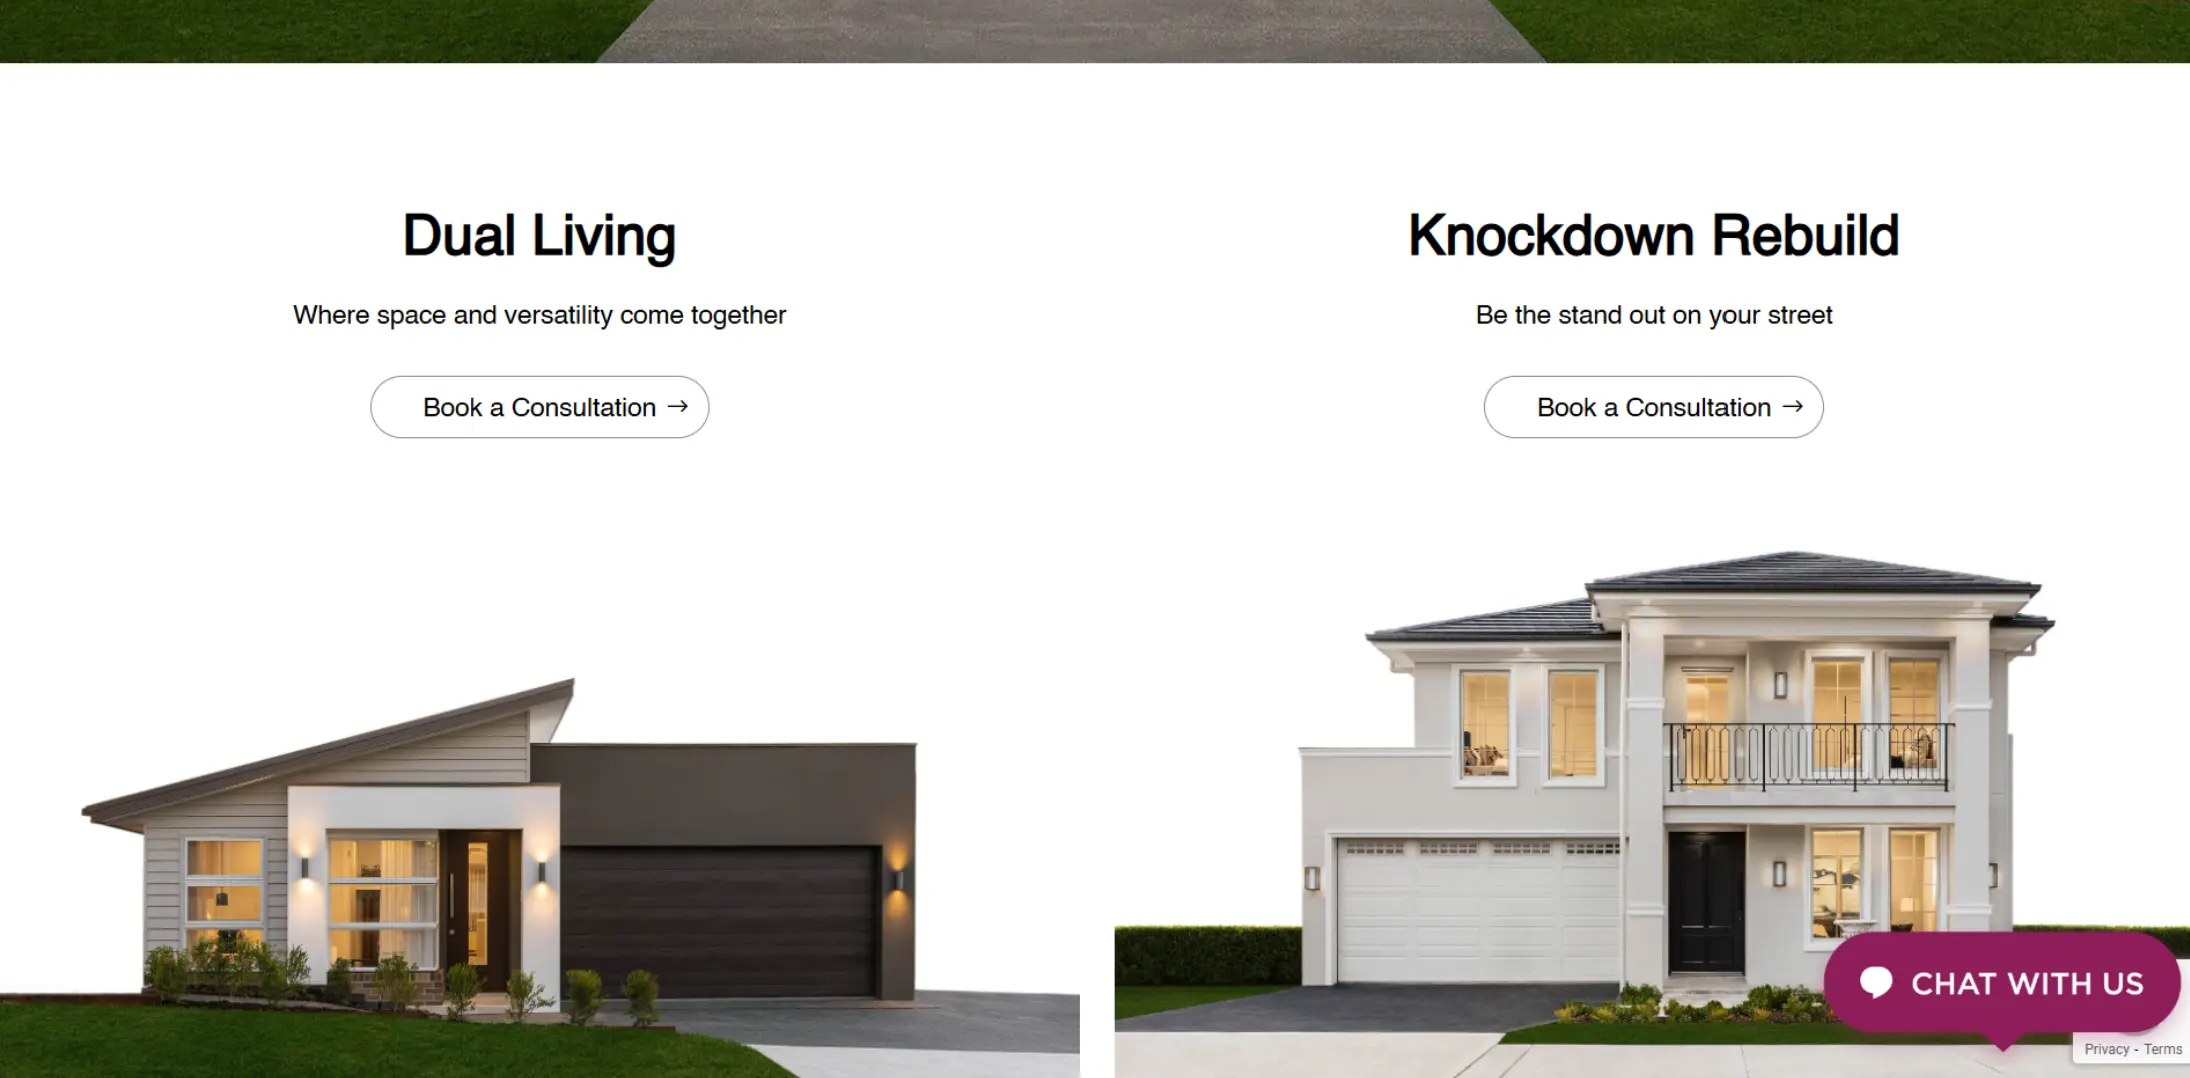 Dual Living
Where space and versatility come together
Book a Consultation →
Knockdown Rebuild
Be the stand out on your street
Book a Consultation →
CHAT WITH US
Privacy - Terms